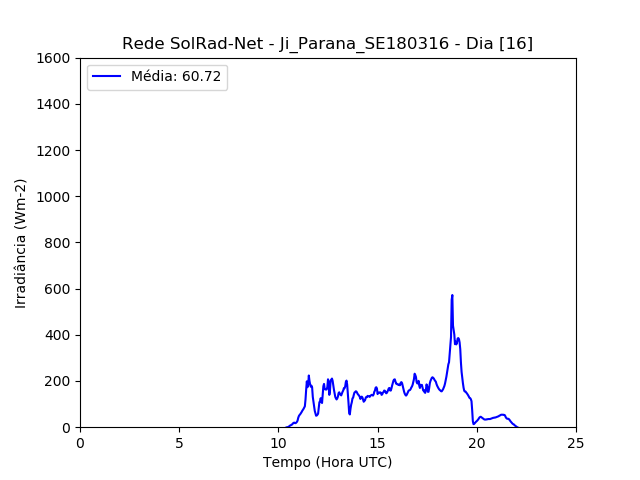 Rede SolRad-Net - Ji_Parana_SE180316 - Dia [16]
Média: 60.72
1600
1400
1200
1000
800
600
400
200
0
Irradiância (Wm-2)
0 5 10 15 20 25
Tempo (Hora UTC)